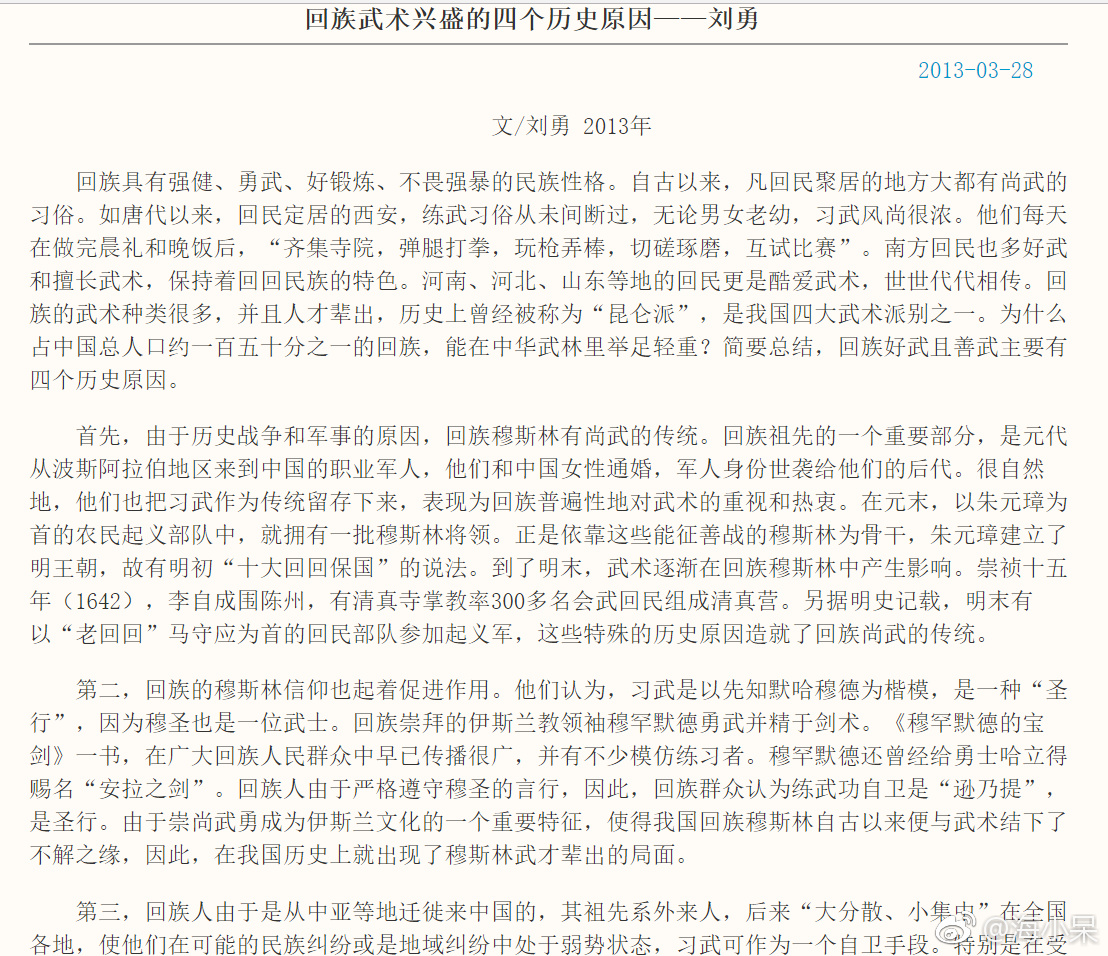 回族武术兴盛的四个历史原因——刘勇
2013-03-28
文/刘勇 2013年
回族具有强健、勇武、好锻炼、不畏强暴的民族性格。自古以来，凡回民聚居的地方大都有尚武的
习俗。如唐代以来，回民定居的西安，练武习俗从未间断过，无论男女老幼，习武风尚很浓。他们每天
在做完晨礼和晚饭后，“齐集寺院，弹腿打拳，玩枪弄棒，切磋琢磨，互试比赛”。南方回民也多好武
和擅长武术，保持着回回民族的特色。河南、河北、山东等地的回民更是酷爱武术，世世代代相传。回
族的武术种类很多，并且人才辈出，历史上曾经被称为“昆仑派”，是我国四大武术派别之一。为什么
占中国总人口约一百五十分之一的回族，能在中华武林里举足轻重？简要总结，回族好武且善武主要有
四个历史原因。
首先，由于历史战争和军事的原因，回族穆斯林有尚武的传统。回族祖先的一个重要部分，是元代
从波斯阿拉伯地区来到中国的职业军人，他们和中国女性通婚，军人身份世袭给他们的后代。很自然
地，他们也把习武作为传统留存下来，表现为回族普遍性地对武术的重视和热衷。在元末，以朱元璋为
首的农民起义部队中，就拥有一批穆斯林将领。正是依靠这些能征善战的穆斯林为骨干，朱元璋建立了
明王朝，故有明初“十大回回保国”的说法。到了明末，武术逐渐在回族穆斯林中产生影响。崇祯十五
年（1642），李自成围陈州，有清真寺掌教率300多名会武回民组成清真营。另据明史记载，明末有
以“老回回”马守应为首的回民部队参加起义军，这些特殊的历史原因造就了回族尚武的传统。
第二，回族的穆斯林信仰也起着促进作用。他们认为，习武是以先知默哈穆德为楷模，是一种“圣
行”，因为穆圣也是一位武士。回族崇拜的伊斯兰教领袖穆罕默德勇武并精于剑术。《穆罕默德的宝
剑》一书，在广大回族人民群众中早已传播很广，并有不少模仿练习者。穆罕默德还曾经给勇士哈立得
赐名“安拉之剑”。回族人由于严格遵守穆圣的言行，因此，回族群众认为练武功自卫是“逊乃提”，
是圣行。由于崇尚武勇成为伊斯兰文化的一个重要特征，使得我国回族穆斯林自古以来便与武术结下了
不解之缘，因此，在我国历史上就出现了穆斯林武才辈出的局面。
第三，回族人由于是从中亚等地迁徙来中国的，其祖先系外来人，后来“大分散、小集中”在全国
各地，使他们在可能的民族纠纷或是地域纠纷中处于弱势状态，习武可作为一个自卫手段。特别是在受
@海小呆